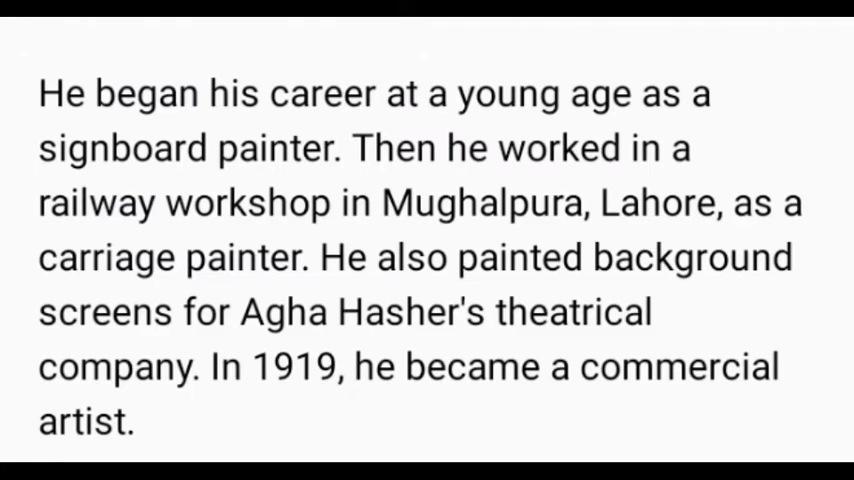 He began his career at a young age as a
signboard painter. Then he worked in a
railway workshop in Mughalpura, Lahore, as a
carriage painter. He also painted background
screens for Agha Hasher's theatrical
company. In 1919, he became a commercial
artist.